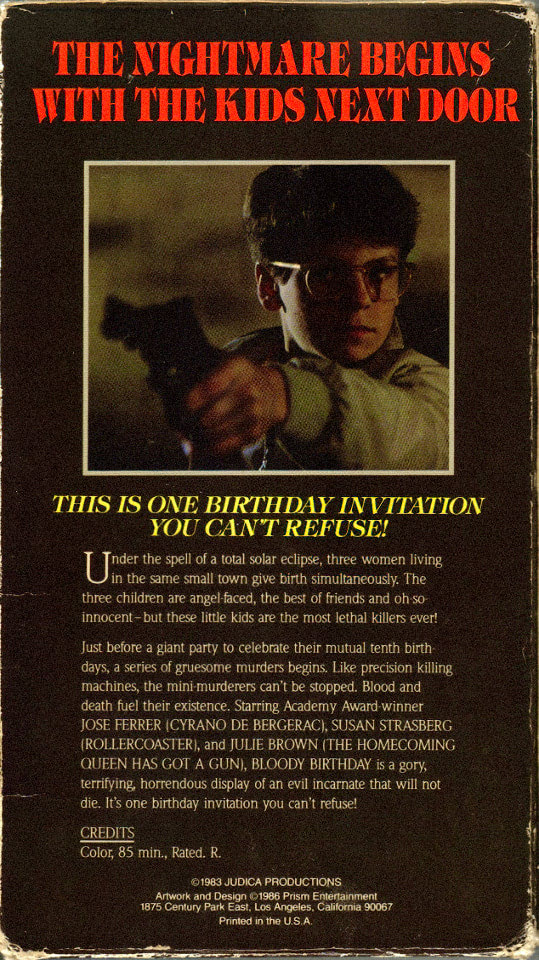 THE NIGHTMARE BEGINS
WITH THE KIDS NEXT DOOR
THIS IS ONE BIRTHDAY INVITATION
YOU CAN'T REFUSE!
Under the spell of a total solar eclipse, three women living
in the same small town give birth simultaneously. The
three children are angel-faced, the best of friends and oh-so-
innocent–but these little kids are the most lethal killers ever!
Just before a giant party to celebrate their mutual tenth birth-
days, a series of gruesome murders begins. Like precision killing
machines, the mini-murderers can't be stopped. Blood and
death fuel their existence. Starring Academy Award-winner
JOSE FERRER (CYRANO DE BERGERAC), SUSAN STRASBERG
(ROLLERCOASTER), and JULIE BROWN (THE HOMECOMING
QUEEN HAS GOT A GUN), BLOODY BIRTHDAY is a gory,
terrifying, horrendous display of an evil incarnate that will not
die. It's one birthday invitation you can't refuse!
CREDITS
Color, 85 min., Rated. R.
©1983 JUDICA PRODUCTIONS
Artwork and Design ©1986 Prism Entertainment
1875 Century Park East, Los Angeles, California 90067
Printed in the U.S.A.